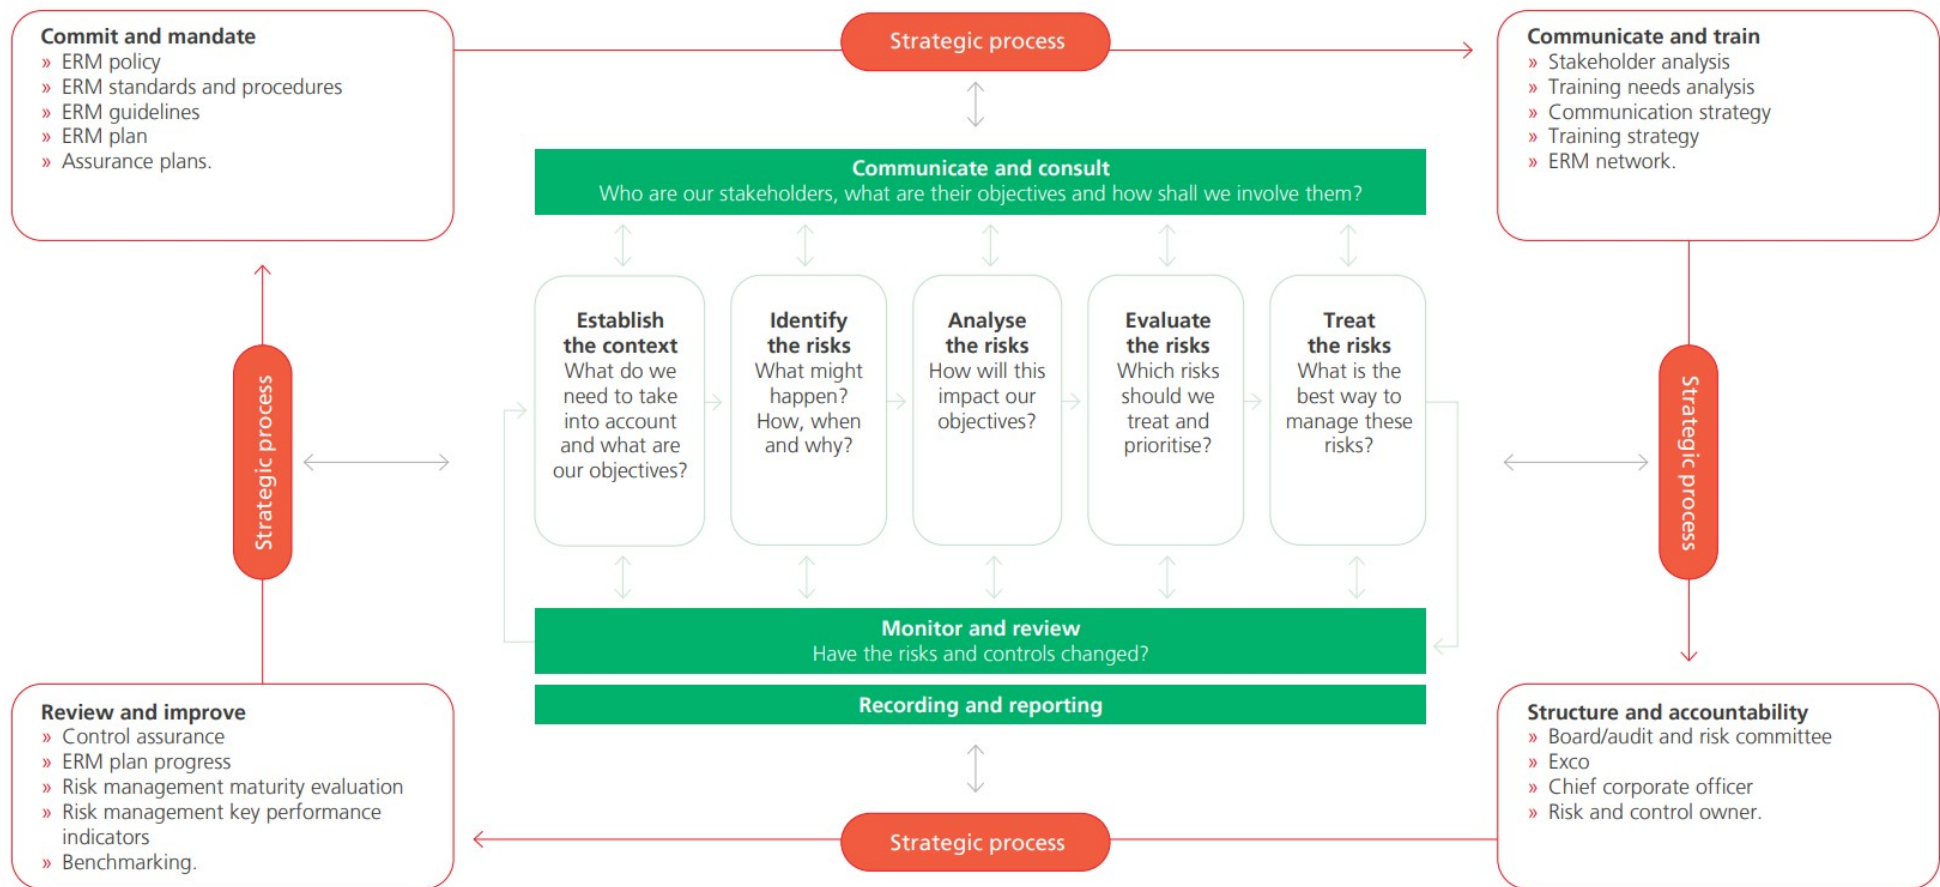 Commit and mandate
» ERM policy
» ERM standards and procedures
» ERM guidelines
» ERM plan
» Assurance plans.
Strategic process
Communicate and train
» Stakeholder analysis
» Training needs analysis
» Communication strategy
» Training strategy
» ERM network.
Communicate and consult
Who are our stakeholders, what are their objectives and how shall we involve them?
Strategic process
Establish
the context
What do we
need to take
into account
and what are
our objectives?
Identify
the risks
What might
happen?
How, when
and why?
Analyse
the risks
How will this
impact our
objectives?
Evaluate
the risks
Which risks
should we
treat and
prioritise?
Treat
the risks
What is the
best way to
manage these
risks?
Strategic process
Monitor and review
Have the risks and controls changed?
Recording and reporting
Review and improve
» Control assurance
» ERM plan progress
» Risk management maturity evaluation
» Risk management key performance
indicators
» Benchmarking.
Strategic process
Structure and accountability
» Board/audit and risk committee
» Exco
» Chief corporate officer
» Risk and control owner.